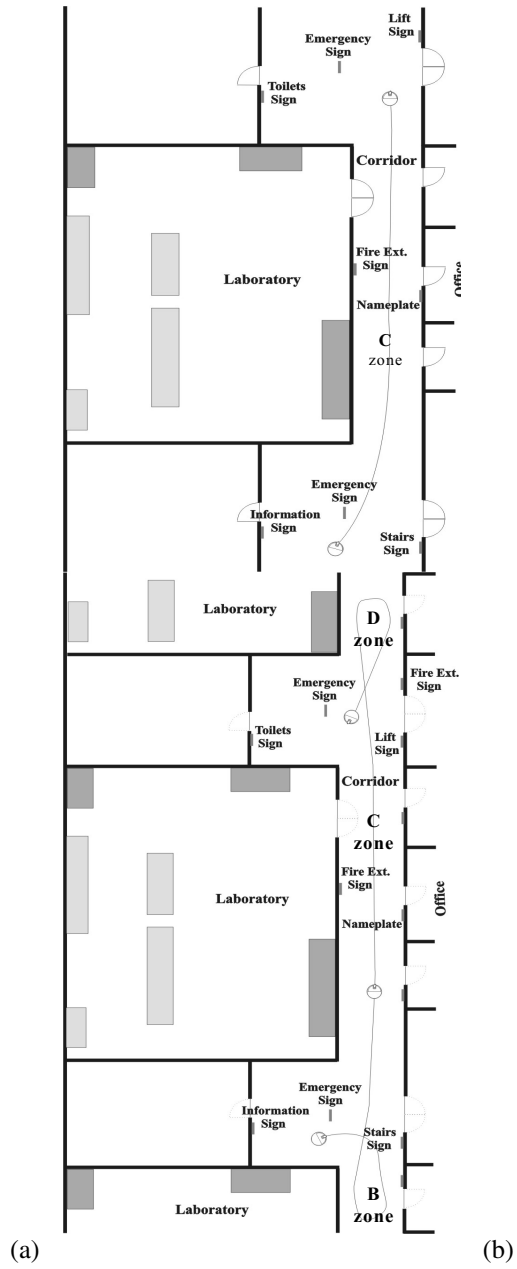 Lift
Sign
Emergency
Sign
Toilets
Sign
Corridor
Fire Ext.
Sign
Laboratory
Office
Nameplate
C
zone
Emergency
Sign
Information
Sign
Stairs
Sign
Laboratory
D
zone
Fire Ext.
Sign
Emergency
Sign
Toilets
Sign
Lift
Sign
Corridor
C
zone
Fire Ext.
Sign
Laboratory
Office
Nameplate
Emergency
Sign
Information
Sign
Stairs
Sign
B
zone
Laboratory
(a)
(b)